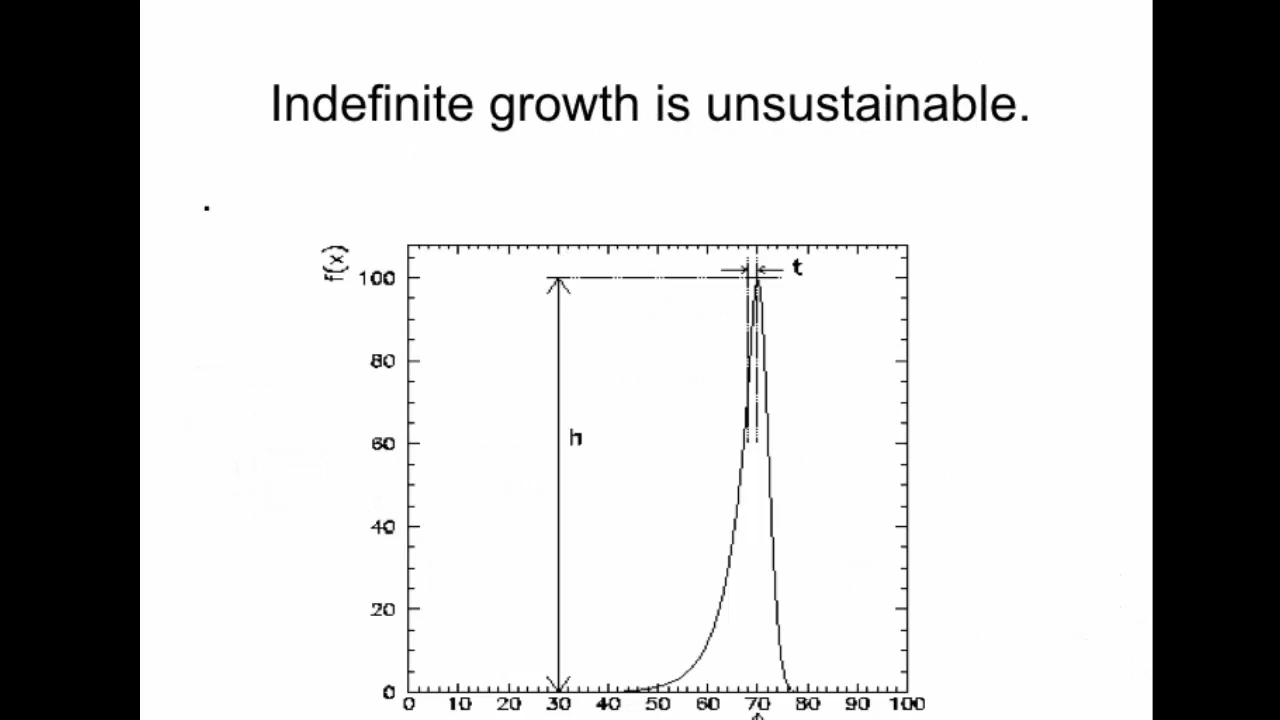 Indefinite growth is unsustainable.
.
f(x)
t
100
80
h
60
40
20
0
0 10 20 30 40 50 60 70 80 90 100